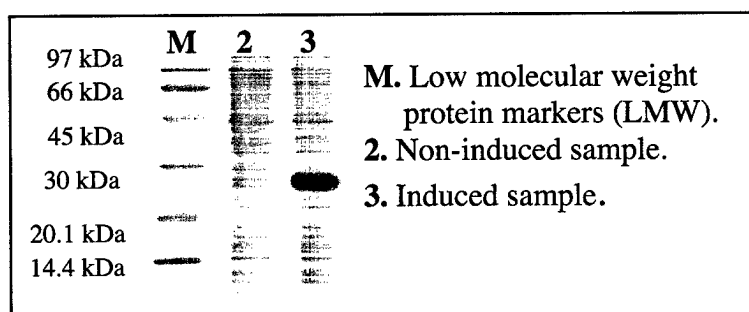 M 2 3
97 kDa
66 kDa
45 kDa
30 kDa
20.1 kDa
14.4 kDa
M. Low molecular weight
protein markers (LMW).
2. Non-induced sample.
3. Induced sample.